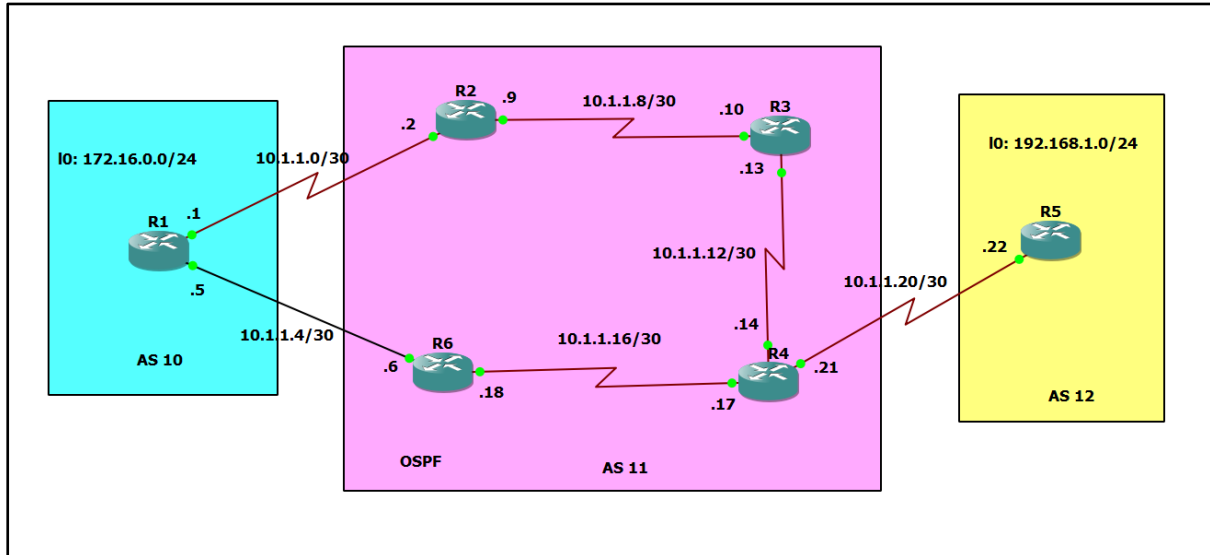 l0: 172.16.0.0/24
10.1.1.0/30
R1
.1
.5
10.1.1.4/30
AS 10
R2
.2
.9
10.1.1.8/30
.10
R3
.13
10.1.1.12/30
.14
R4
.21
.17
10.1.1.16/30
R6
.6
.18
OSPF
AS 11
10.1.1.20/30
l0: 192.168.1.0/24
R5
.22
AS 12